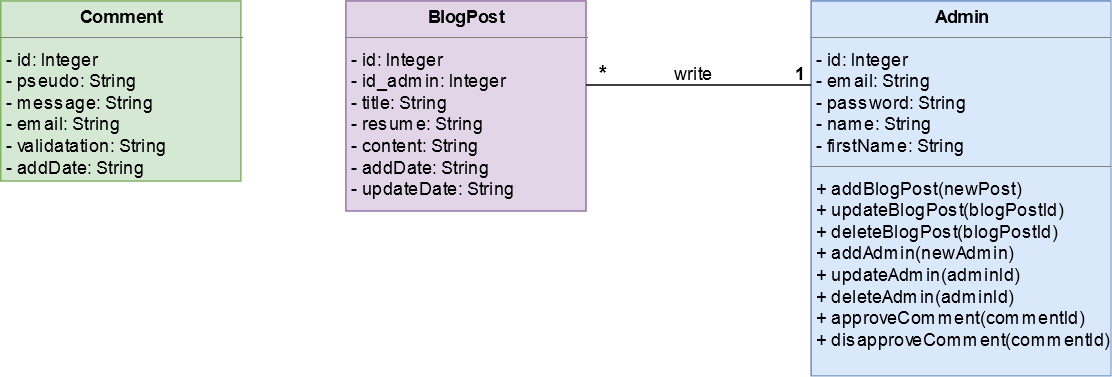 Comment
- id: Integer
- pseudo: String
- message: String
- email: String
- validatation: String
- addDate: String
BlogPost
- id: Integer
- id_admin: Integer
- title: String
- resume: String
- content: String
- addDate: String
- updateDate: String
* write 1
Admin
- id: Integer
- email: String
- password: String
- name: String
- firstName: String
+ addBlogPost(newPost)
+ updateBlogPost(blogPostId)
+ deleteBlogPost(blogPostId)
+ addAdmin(newAdmin)
+ updateAdmin(adminId)
+ deleteAdmin(adminId)
+ approveComment(commentId)
+ disapproveComment(commentId)